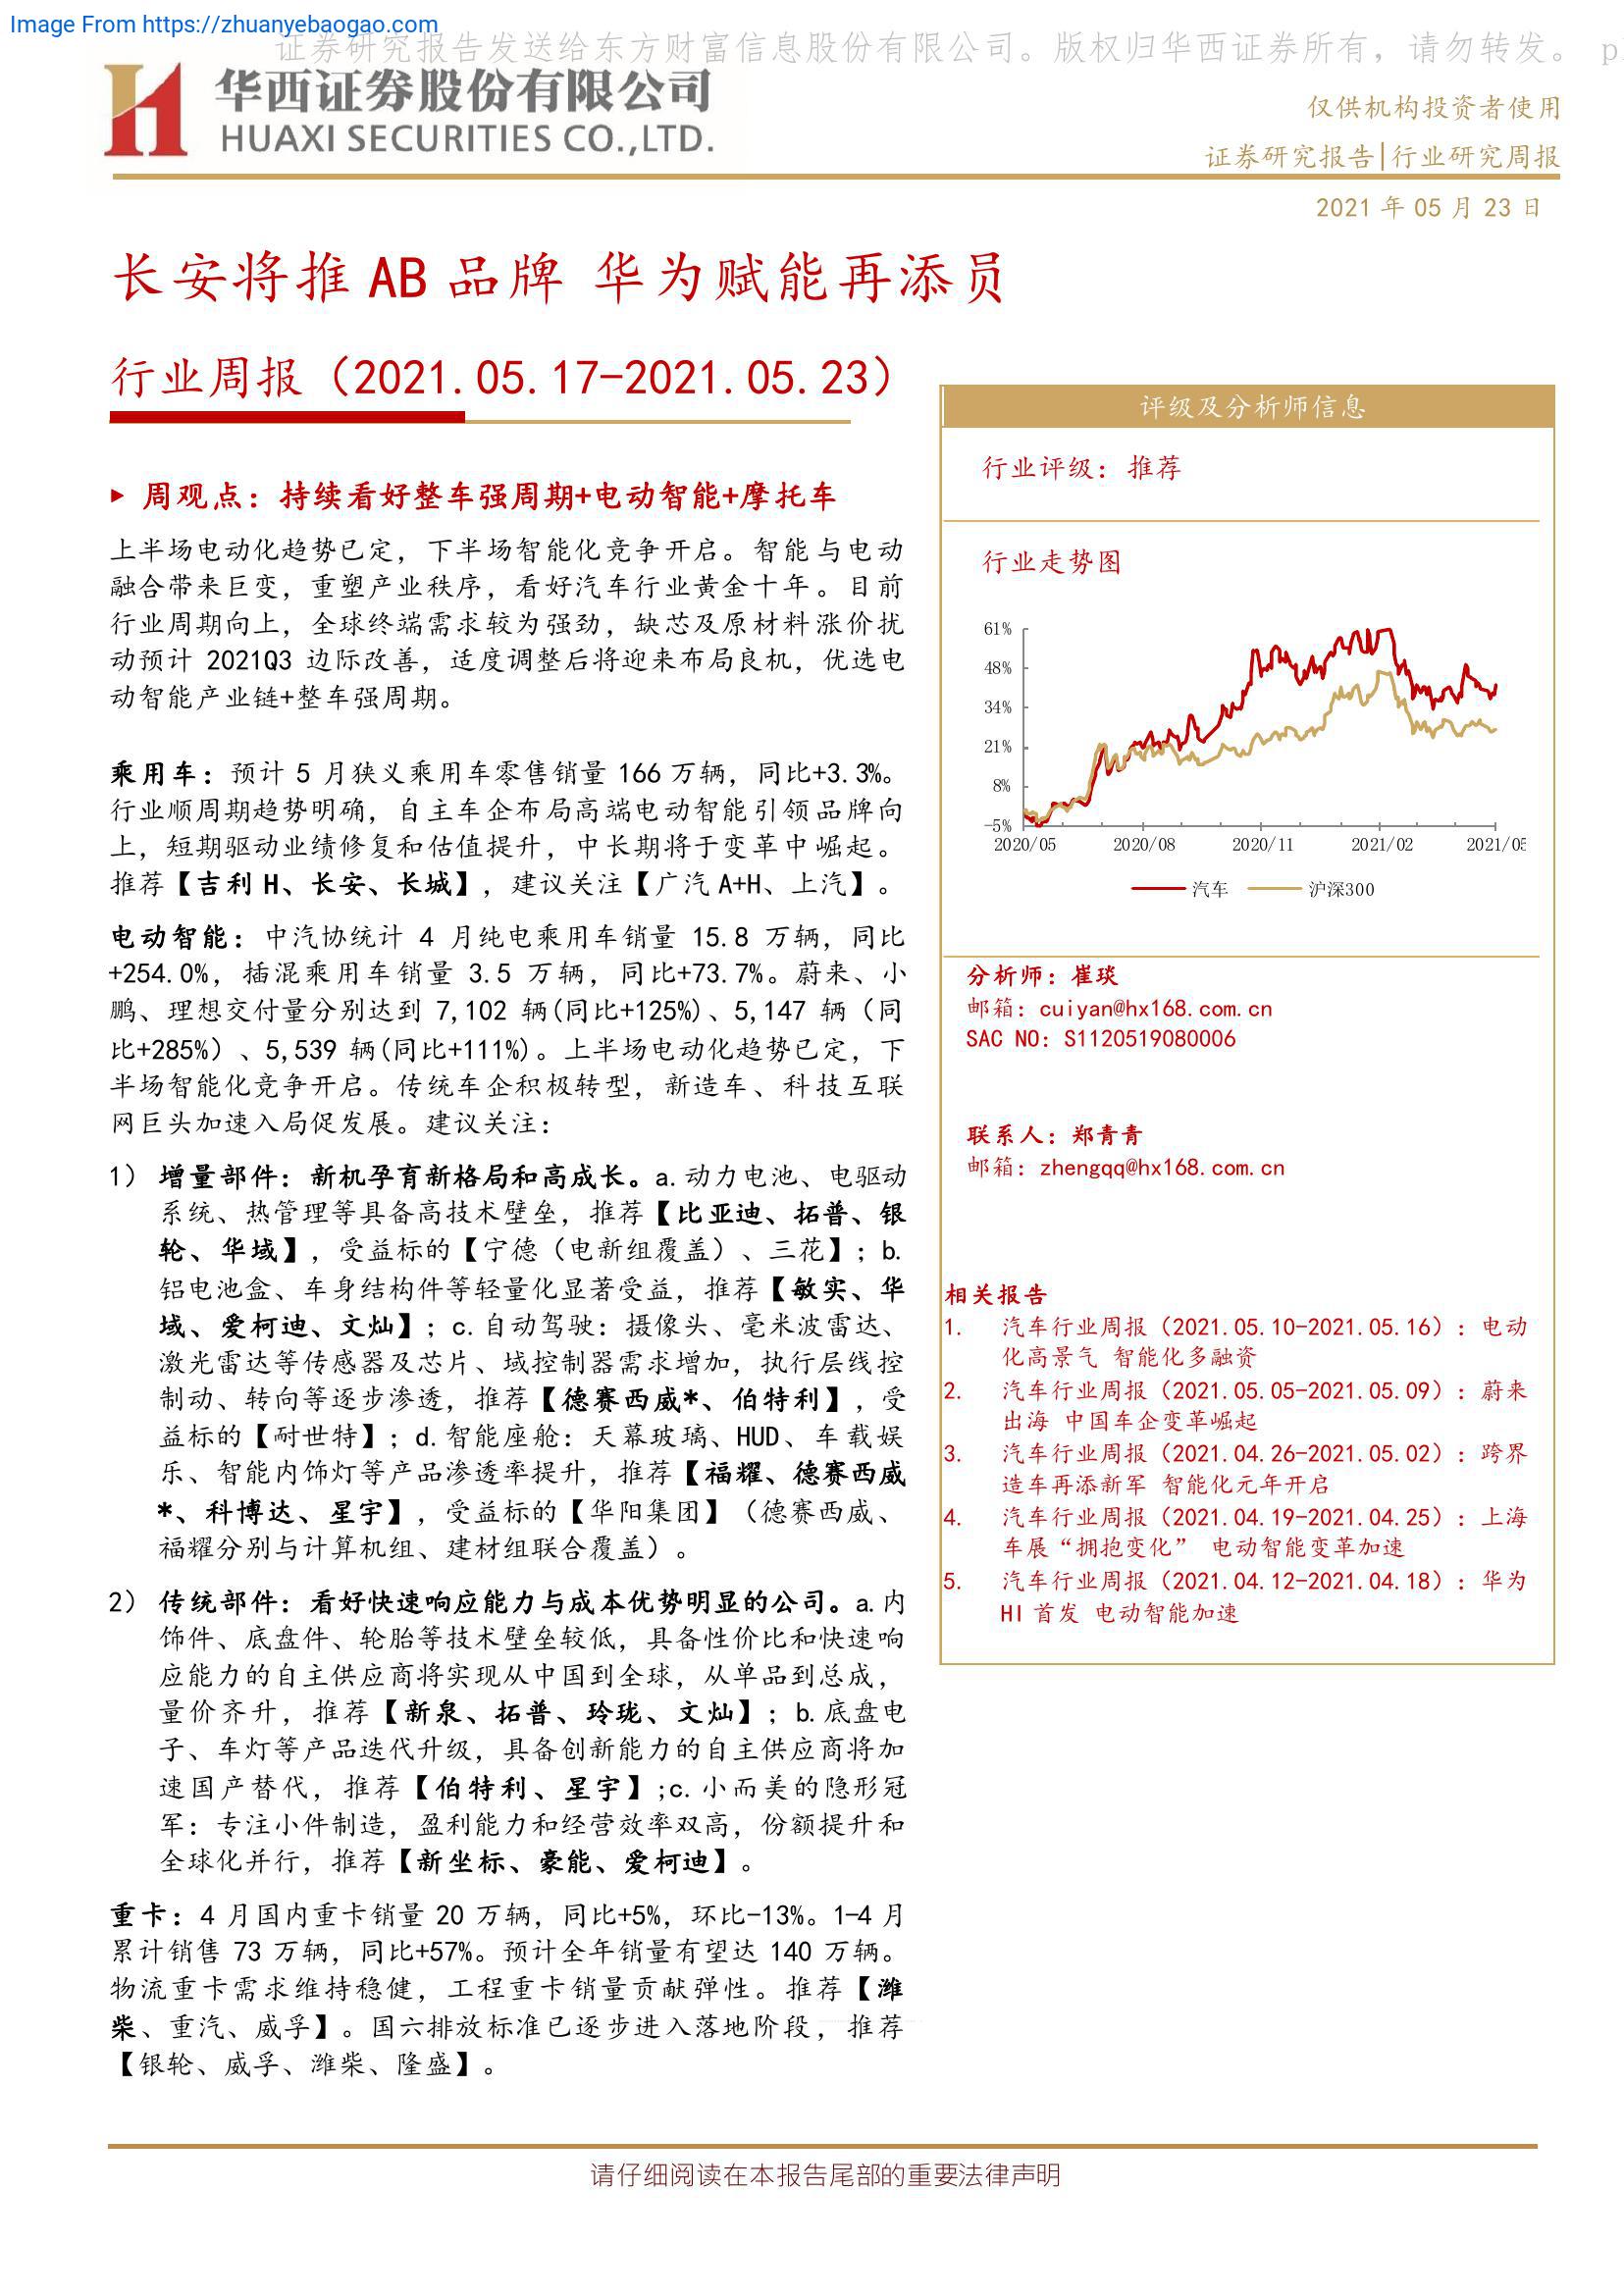 Image From https://zhuanyebaogao.com
证券研究报告发送给东方财富信息股份有限公司。版权归华西证券所有，请勿转发。 p
华西证券股份有限公司
HUAXI SECURITIES CO.,LTD.
仅供机构投资者使用
证券研究报告|行业研究周报
2021 年 05 月 23 日
长安将推 AB 品牌 华为赋能再添员
行业周报（2021.05.17-2021.05.23）
周观点：持续看好整车强周期+电动智能+摩托车
上半场电动化趋势已定，下半场智能化竞争开启。智能与电动
融合带来巨变，重塑产业秩序，看好汽车行业黄金十年。目前
行业周期向上，全球终端需求较为强劲，缺芯及原材料涨价扰
动预计 2021Q3 边际改善，适度调整后将迎来布局良机，优选电
动智能产业链+整车强周期。
乘用车：预计 5 月狭义乘用车零售销量 166 万辆，同比+3.3%。
行业顺周期趋势明确，自主车企布局高端电动智能引领品牌向
上，短期驱动业绩修复和估值提升，中长期将于变革中崛起。
推荐【吉利 H、长安、长城】，建议关注【广汽 A+H、上汽】。
电动智能：中汽协统计 4 月纯电乘用车销量 15.8 万辆，同比
+254.0%，插混乘用车销量 3.5 万辆，同比+73.7%。蔚来、小
鹏、理想交付量分别达到 7,102 辆(同比+125%)、5,147 辆（同
比+285%）、5,539 辆(同比+111%)。上半场电动化趋势已定，下
半场智能化竞争开启。传统车企积极转型，新造车、科技互联
网巨头加速入局促发展。建议关注：
1） 增量部件：新机孕育新格局和高成长。a.动力电池、电驱动
系统、热管理等具备高技术壁垒，推荐【比亚迪、拓普、银
轮、华域】，受益标的【宁德（电新组覆盖）、三花】；b.
铝电池盒、车身结构件等轻量化显著受益，推荐【敏实、华
域、爱柯迪、文灿】；c.自动驾驶：摄像头、毫米波雷达、
激光雷达等传感器及芯片、域控制器需求增加，执行层线控
制动、转向等逐步渗透，推荐【德赛西威*、伯特利】，受
益标的【耐世特】；d.智能座舱：天幕玻璃、HUD、车载娱
乐、智能内饰灯等产品渗透率提升，推荐【福耀、德赛西威
*、科博达、星宇】，受益标的【华阳集团】（德赛西威、
福耀分别与计算机组、建材组联合覆盖）。
2） 传统部件：看好快速响应能力与成本优势明显的公司。a.内
饰件、底盘件、轮胎等技术壁垒较低，具备性价比和快速响
应能力的自主供应商将实现从中国到全球，从单品到总成，
量价齐升，推荐【新泉、拓普、玲珑、文灿】；b.底盘电
子、车灯等产品迭代升级，具备创新能力的自主供应商将加
速国产替代，推荐【伯特利、星宇】;c.小而美的隐形冠
军：专注小件制造，盈利能力和经营效率双高，份额提升和
全球化并行，推荐【新坐标、豪能、爱柯迪】。
重卡：4 月国内重卡销量 20 万辆，同比+5%，环比-13%。1-4 月
累计销售 73 万辆，同比+57%。预计全年销量有望达 140 万辆。
物流重卡需求维持稳健，工程重卡销量贡献弹性。推荐【潍
柴、重汽、威孚】。国六排放标准已逐步进入落地阶段，推荐
【银轮、威孚、潍柴、隆盛】。
评级及分析师信息
行业评级：推荐
行业走势图
61%
48%
34%
21%
8%
-5%
2020/05 2020/08 2020/11 2021/02 2021/05
汽车 沪深300
分析师：崔琰
邮箱：cuiyan@hx168.com.cn
SAC NO：S1120519080006
联系人：郑青青
邮箱：zhengqq@hx168.com.cn
相关报告
1. 汽车行业周报（2021.05.10-2021.05.16）：电动
化高景气 智能化多融资
2. 汽车行业周报（2021.05.05-2021.05.09）：蔚来
出海 中国车企变革崛起
3. 汽车行业周报（2021.04.26-2021.05.02）：跨界
造车再添新军 智能化元年开启
4. 汽车行业周报（2021.04.19-2021.04.25）：上海
车展“拥抱变化” 电动智能变革加速
5. 汽车行业周报（2021.04.12-2021.04.18）：华为
HI 首发 电动智能加速
请仔细阅读在本报告尾部的重要法律声明